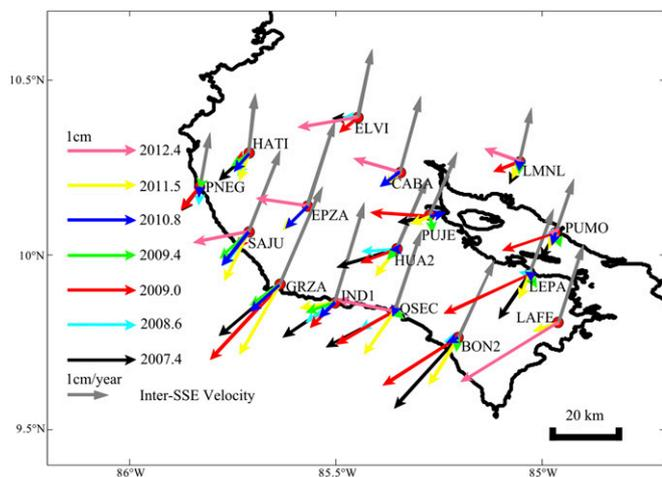 10.5°N
10°N
9.5°N
86°W
85.5°W
85°W
1cm
2012.4
2011.5
2010.8
2009.4
2009.0
2008.6
2007.4
1cm/year
Inter-SSE Velocity
ELVI
HATI
LMNL
CABA
PNEG
EPZA
SAJU
PUJE
PUMO
HUA2
GRZA
IND1
QSEC
LEPA
LAFE
BON2
20 km